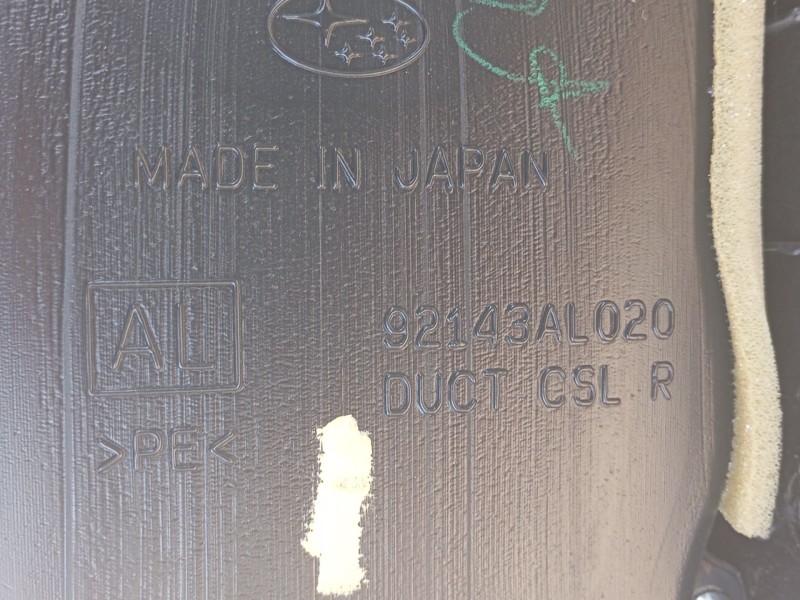 MADE IN JAPAN
AL
92143AL020
DUCT CSL R
>PE<